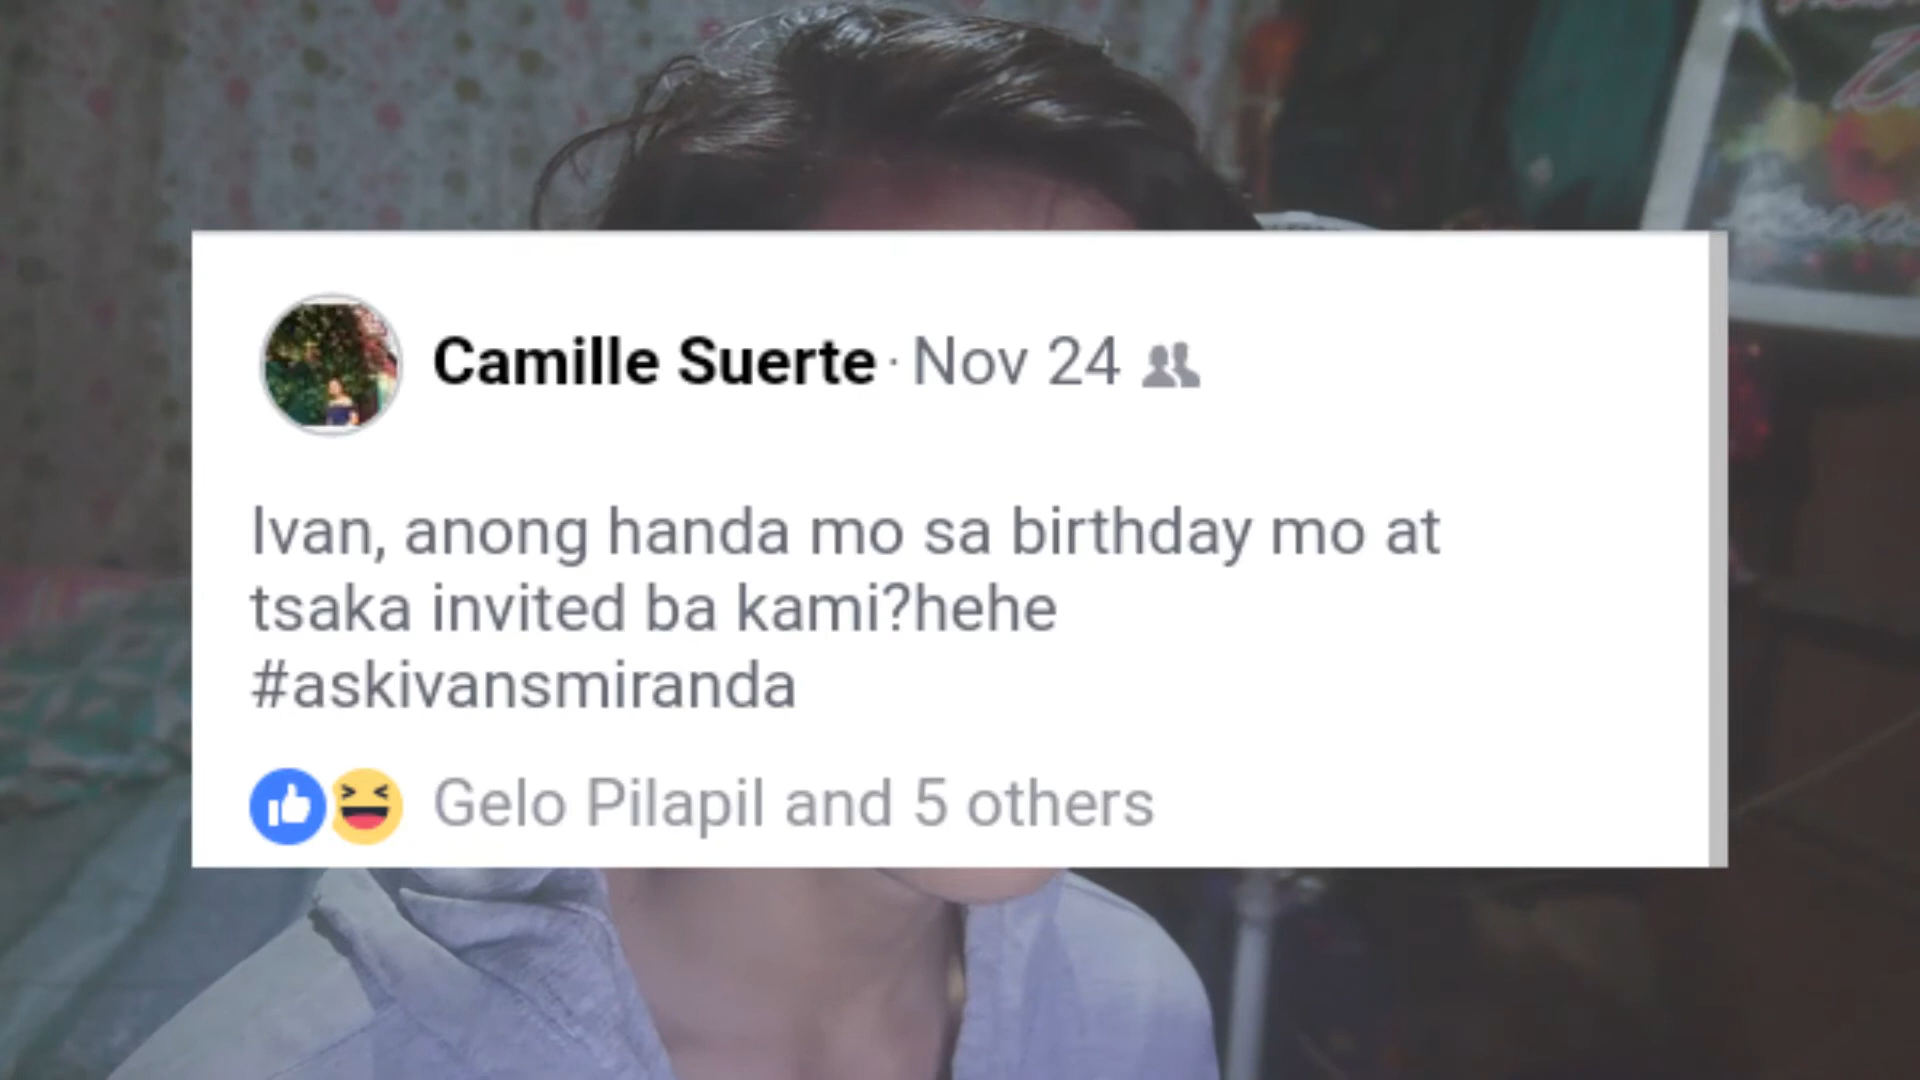 Camille Suerte · Nov 24
Ivan, anong handa mo sa birthday mo at
tsaka invited ba kami?hehe
#askivansmiranda
Gelo Pilapil and 5 others